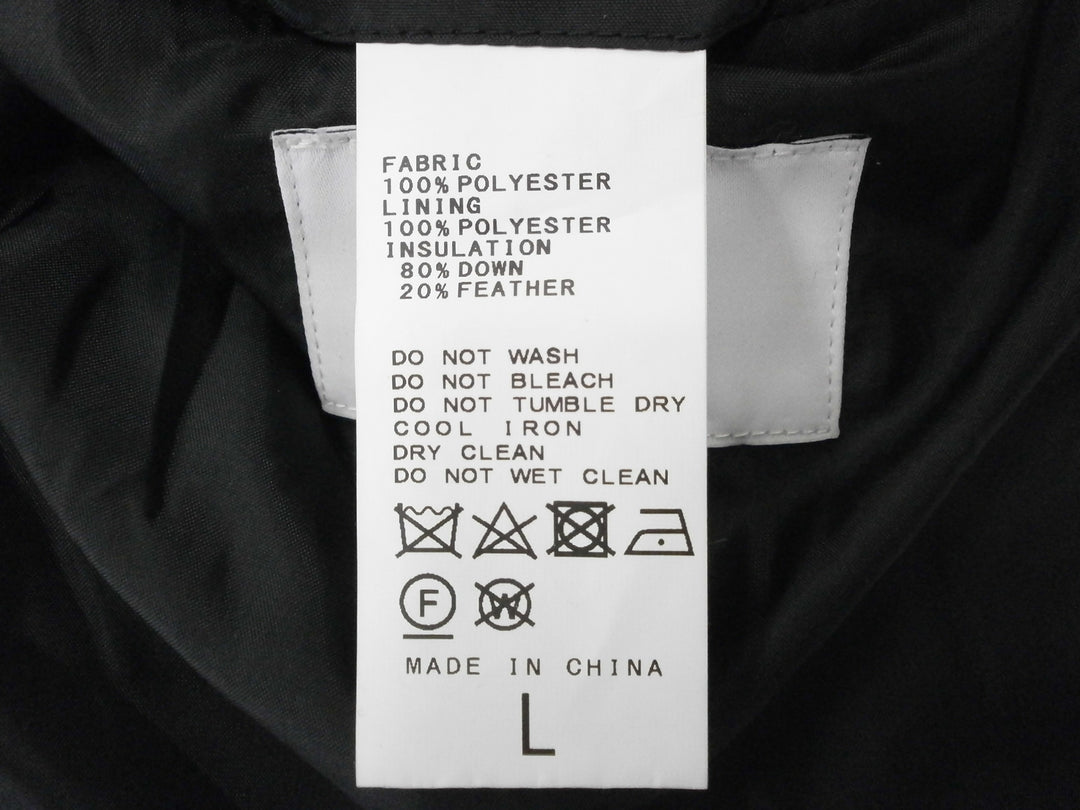 FABRIC
100% POLYESTER
LINING
100% POLYESTER
INSULATION
80% DOWN
20% FEATHER
DO NOT WASH
DO NOT BLEACH
DO NOT TUMBLE DRY
COOL IRON
DRY CLEAN
DO NOT WET CLEAN
F W
MADE IN CHINA
L